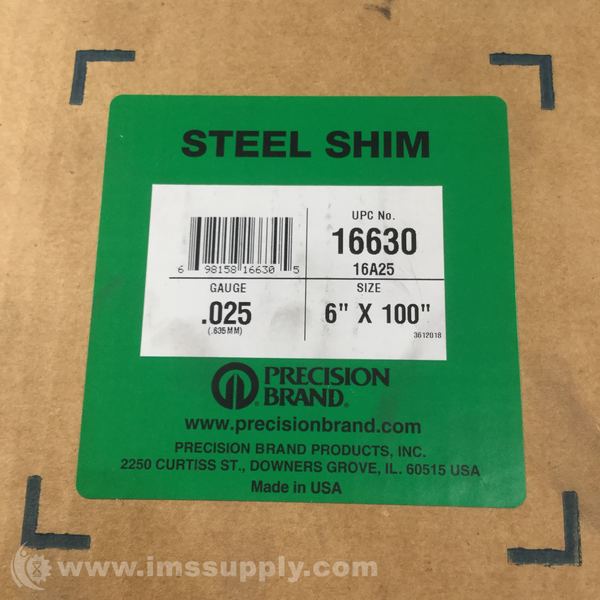 STEEL SHIM
6 98158 16630 5
UPC No.
16630
16A25
GAUGE
.025
(.635MM)
SIZE
6" X 100"
3612018
PRECISION
BRAND®
www.precisionbrand.com
PRECISION BRAND PRODUCTS, INC.
2250 CURTISS ST., DOWNERS GROVE, IL. 60515 USA
Made in USA
www.imssupply.com